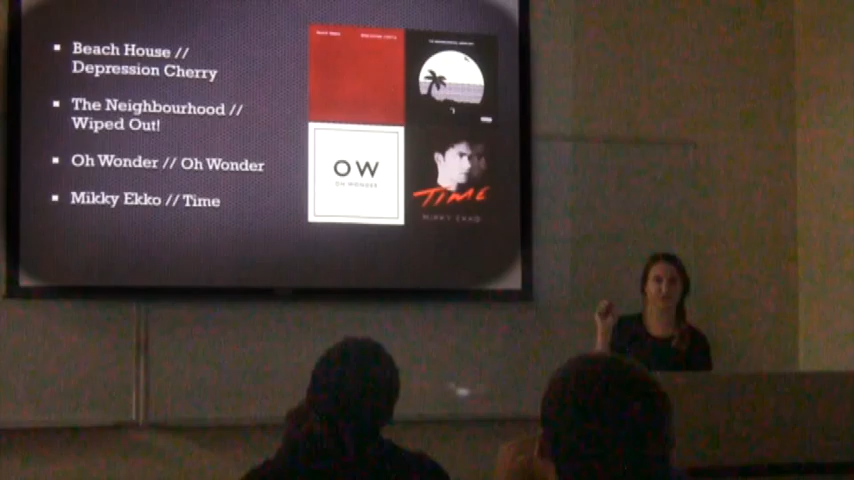 ▪ Beach House //
Depression Cherry
▪ The Neighbourhood //
Wiped Out!
▪ Oh Wonder // Oh Wonder
▪ Mikky Ekko // Time
OW
OH WONDER
TIME
MIKKY EKKO